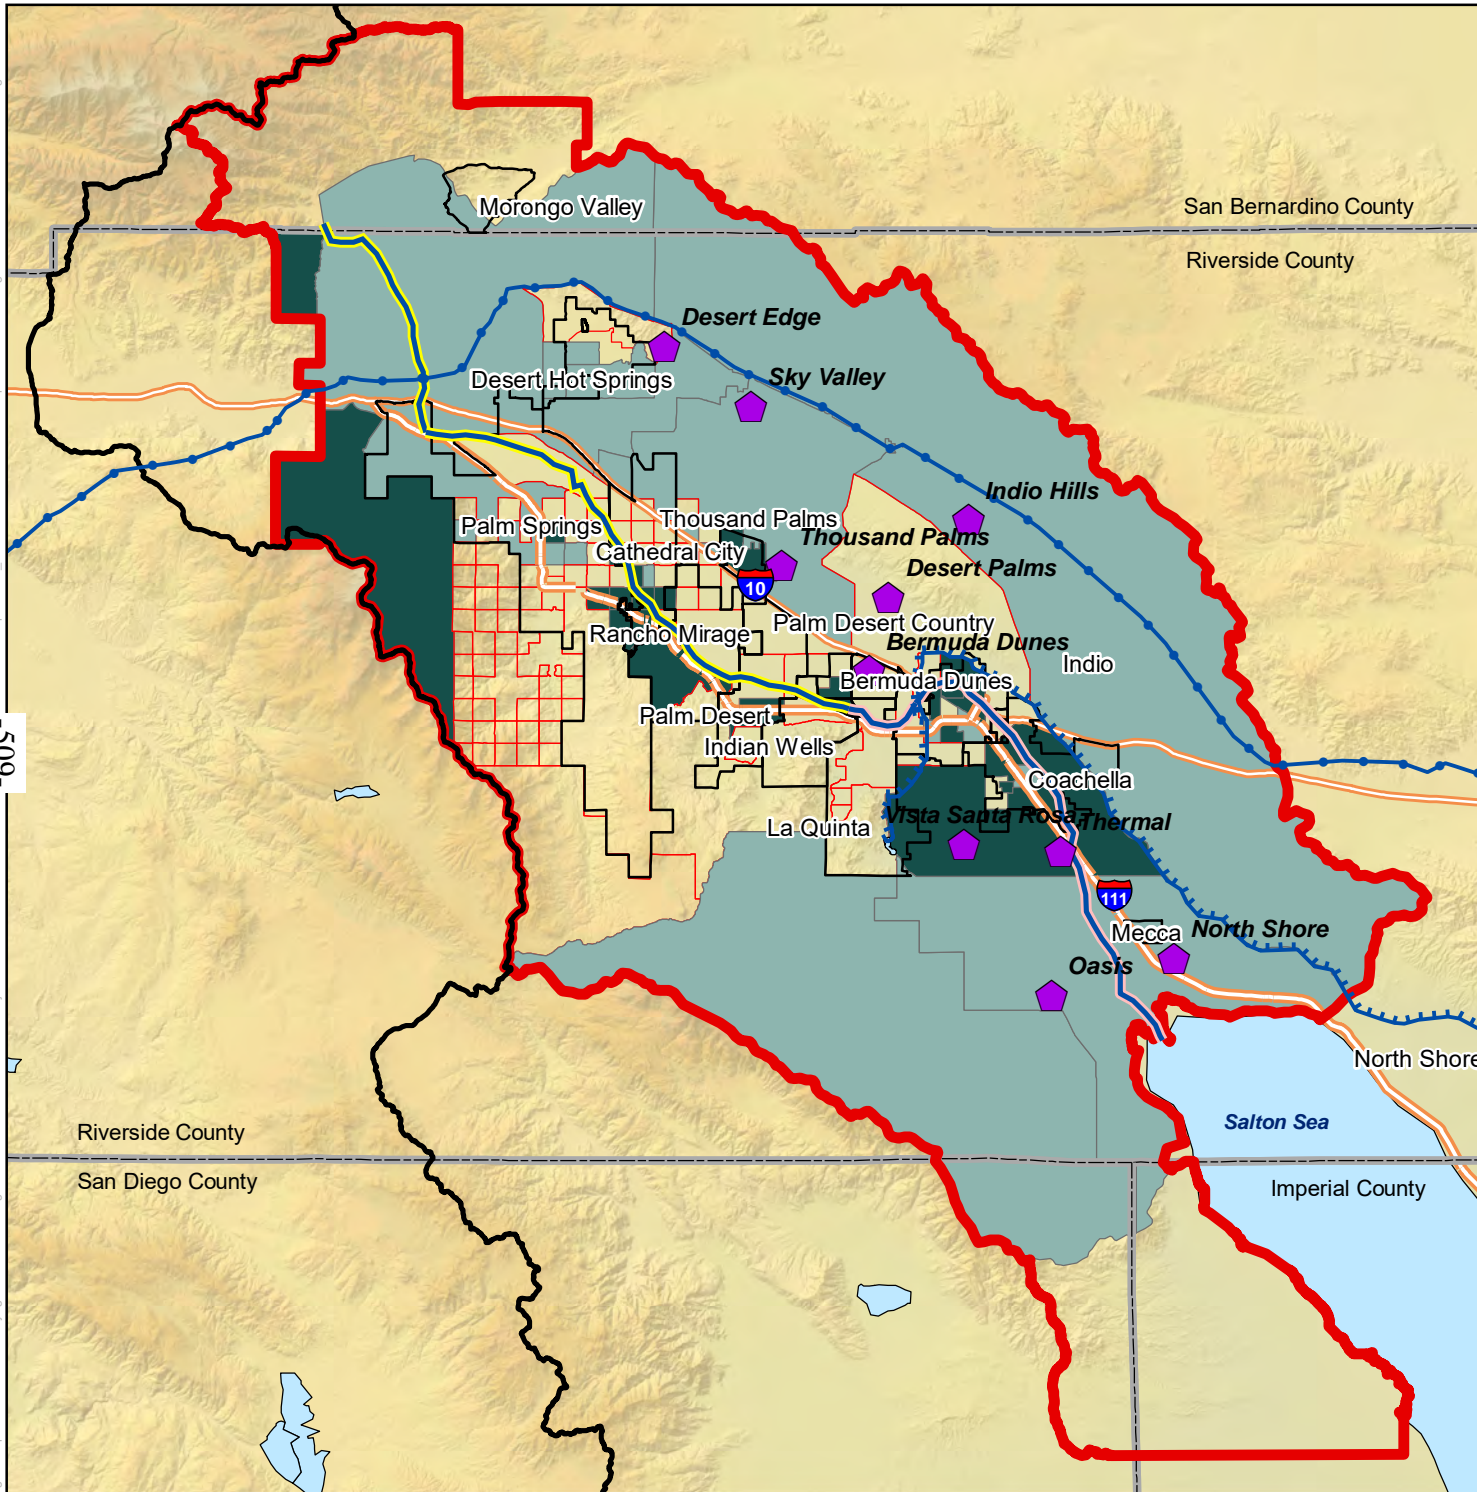 Morongo Valley
San Bernardino County
Riverside County
Desert Edge
Desert Hot Springs
Sky Valley
Indio Hills
Palm Springs
Thousand Palms
Thousand Palms
Cathedral City
Desert Palms
10
Rancho Mirage
Palm Desert Country
Bermuda Dunes
Indio
Bermuda Dunes
Palm Desert
Indian Wells
-509-
Coachella
La Quinta
Vista Santa Rosa
Thermal
111
Mecca
North Shore
Oasis
North Shore
Salton Sea
Riverside County
San Diego County
Imperial County